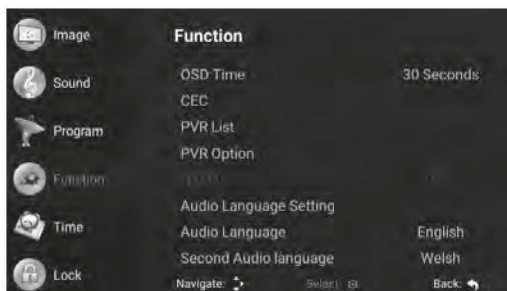 Image
Sound
Program
Function
Time
Lock
Function
OSD Time 30 Seconds
CEC
PVR List
PVR Option
Audio Language Setting
Audio Language English
Second Audio language Welsh
Navigate: Select Back: